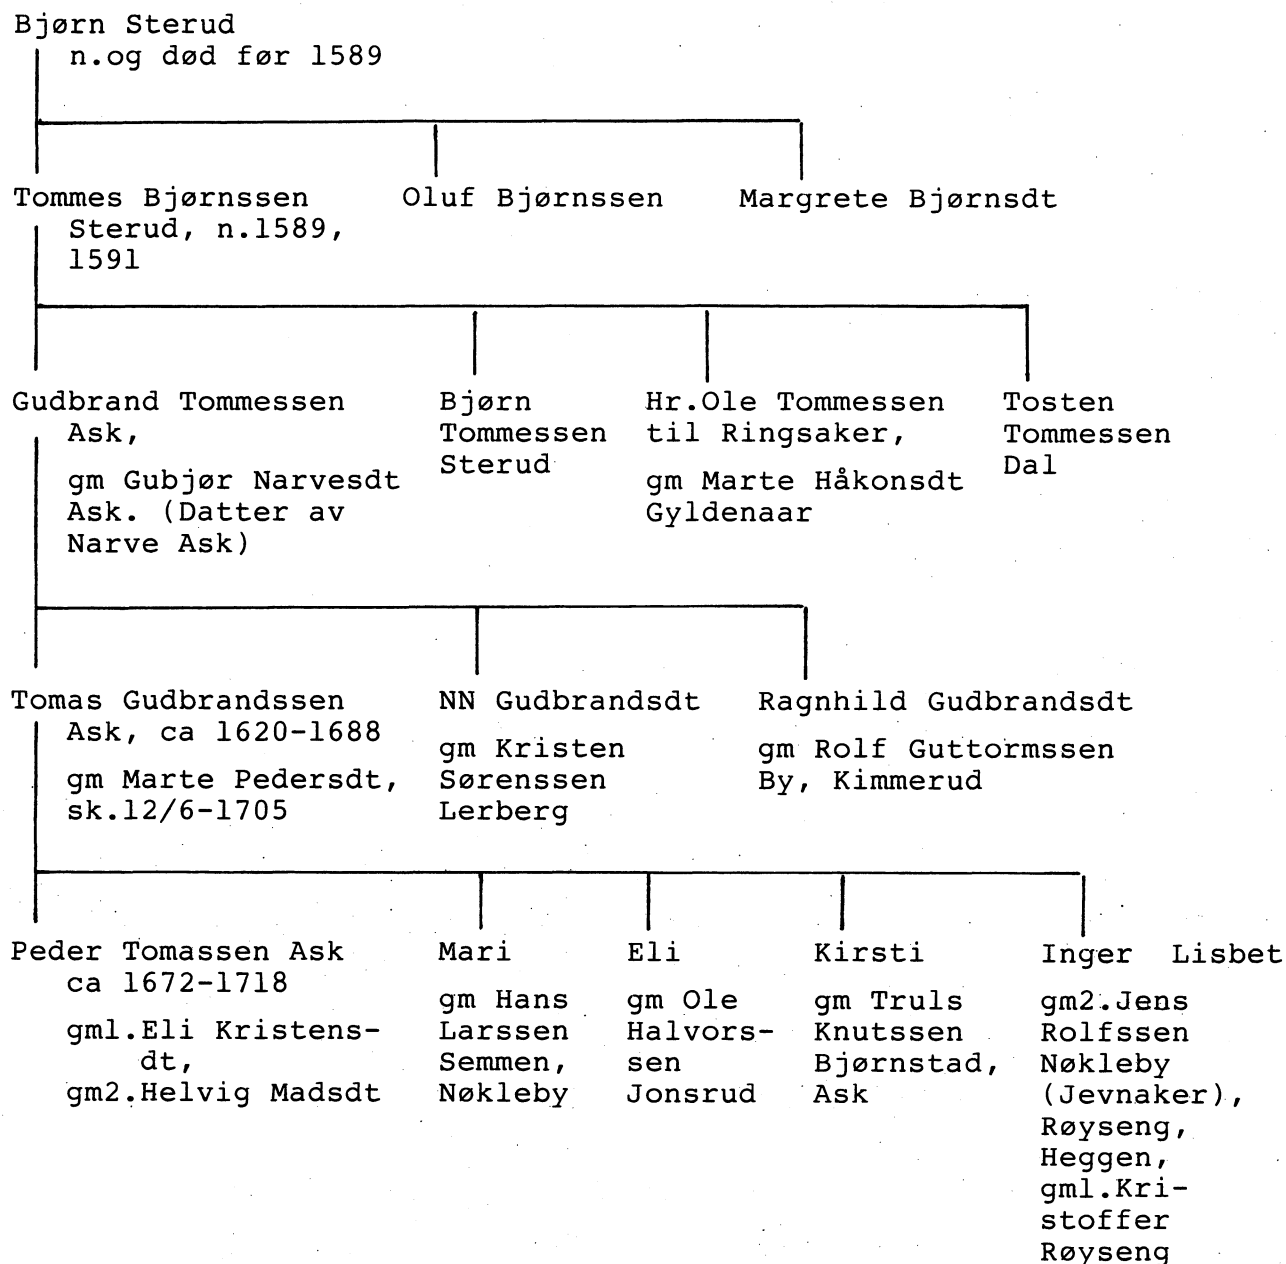 Bjørn Sterud
n.og død før 1589
Tommes Bjørnssen
Sterud, n.1589,
1591
Oluf Bjørnssen
Margrete Bjørnsdt
Gudbrand Tommessen
Ask,
gm Gubjør Narvesdt
Ask. (Datter av
Narve Ask)
Bjørn
Tommessen
Sterud
Hr.Ole Tommessen
til Ringsaker,
gm Marte Håkonsdt
Gyldenaar
Tosten
Tommessen
Dal
Tomas Gudbrandssen
Ask, ca 1620-1688
gm Marte Pedersdt,
sk.12/6-1705
NN Gudbrandsdt
gm Kristen
Sørenssen
Lerberg
Ragnhild Gudbrandsdt
gm Rolf Guttormssen
By, Kimmerud
Peder Tomassen Ask
ca 1672-1718
gm1.Eli Kristens-
dt,
gm2.Helvig Madsdt
Mari
gm Hans
Larssen
Semmen,
Nøkleby
Eli
gm Ole
Halvors-
sen
Jonsrud
Kirsti
gm Truls
Knutssen
Bjørnstad,
Ask
Inger Lisbet
gm2.Jens
Rolfssen
Nøkleby
(Jevnaker),
Røyseng,
Heggen,
gm1.Kri-
stoffer
Røyseng